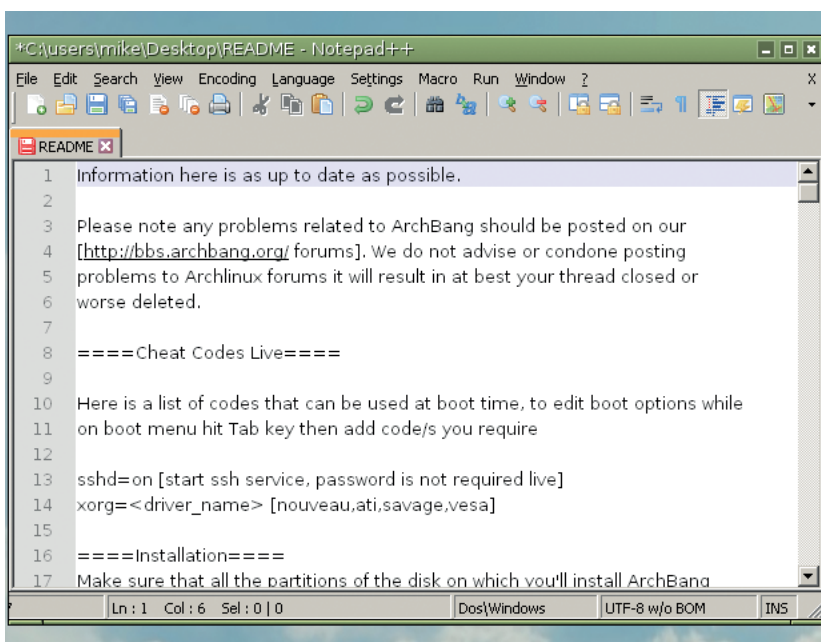 *C:\users\mike\Desktop\README - Notepad++
File Edit Search View Encoding Language Settings Macro Run Window ? X
README
1 Information here is as up to date as possible.
2
3 Please note any problems related to ArchBang should be posted on our
4 [http://bbs.archbang.org/ forums]. We do not advise or condone posting
5 problems to Archlinux forums it will result in at best your thread closed or
6 worse deleted.
7
8 ====Cheat Codes Live====
9
10 Here is a list of codes that can be used at boot time, to edit boot options while
11 on boot menu hit Tab key then add code/s you require
12
13 sshd=on [start ssh service, password is not required live]
14 xorg=<driver_name> [nouveau,ati,savage,vesa]
15
16 ====Installation====
17 Make sure that all the partitions of the disk on which you'll install ArchBang
Ln : 1 Col : 6 Sel : 0 | 0 Dos\Windows UTF-8 w/o BOM INS